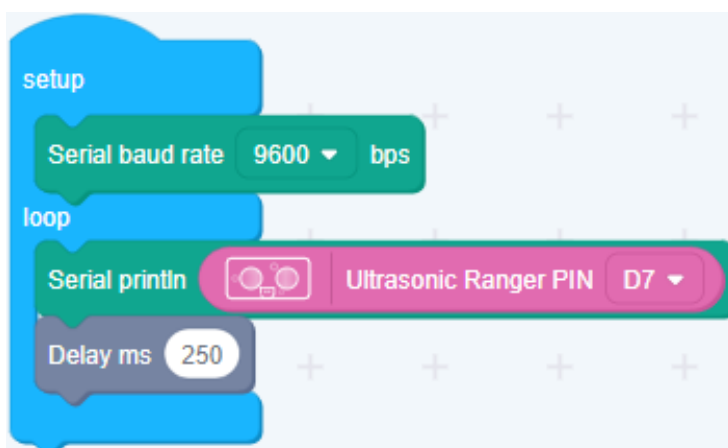 setup
Serial baud rate 9600 bps
loop
Serial println Ultrasonic Ranger PIN D7
Delay ms 250